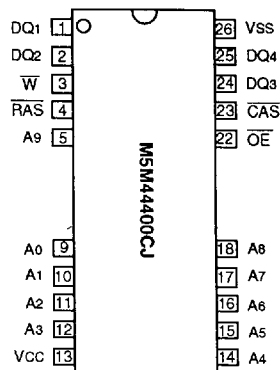 DQ1 1 26 VSS
DQ2 2 25 DQ4
W 3 24 DQ3
RAS 4 23 CAS
A9 5 22 OE
M5M44400CJ
A0 9 18 A8
A1 10 17 A7
A2 11 16 A6
A3 12 15 A5
VCC 13 14 A4